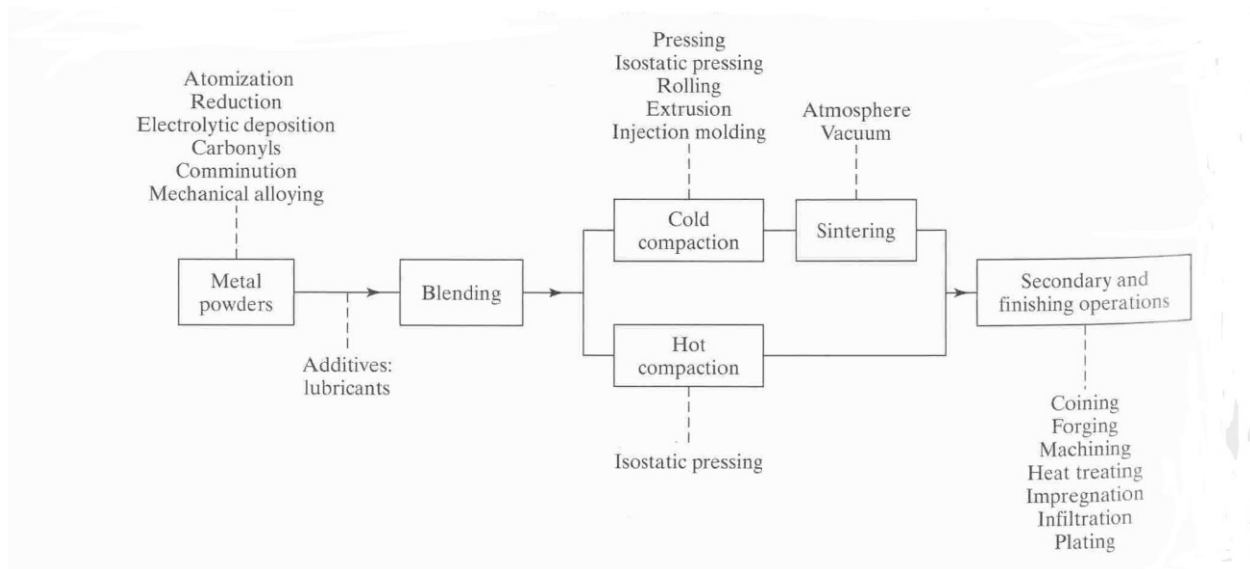 Atomization
Reduction
Electrolytic deposition
Carbonyls
Comminution
Mechanical alloying
Metal
powders
Additives:
lubricants
Blending
Pressing
Isostatic pressing
Rolling
Extrusion
Injection molding
Cold
compaction
Atmosphere
Vacuum
Sintering
Hot
compaction
Isostatic pressing
Secondary and
finishing operations
Coining
Forging
Machining
Heat treating
Impregnation
Infiltration
Plating